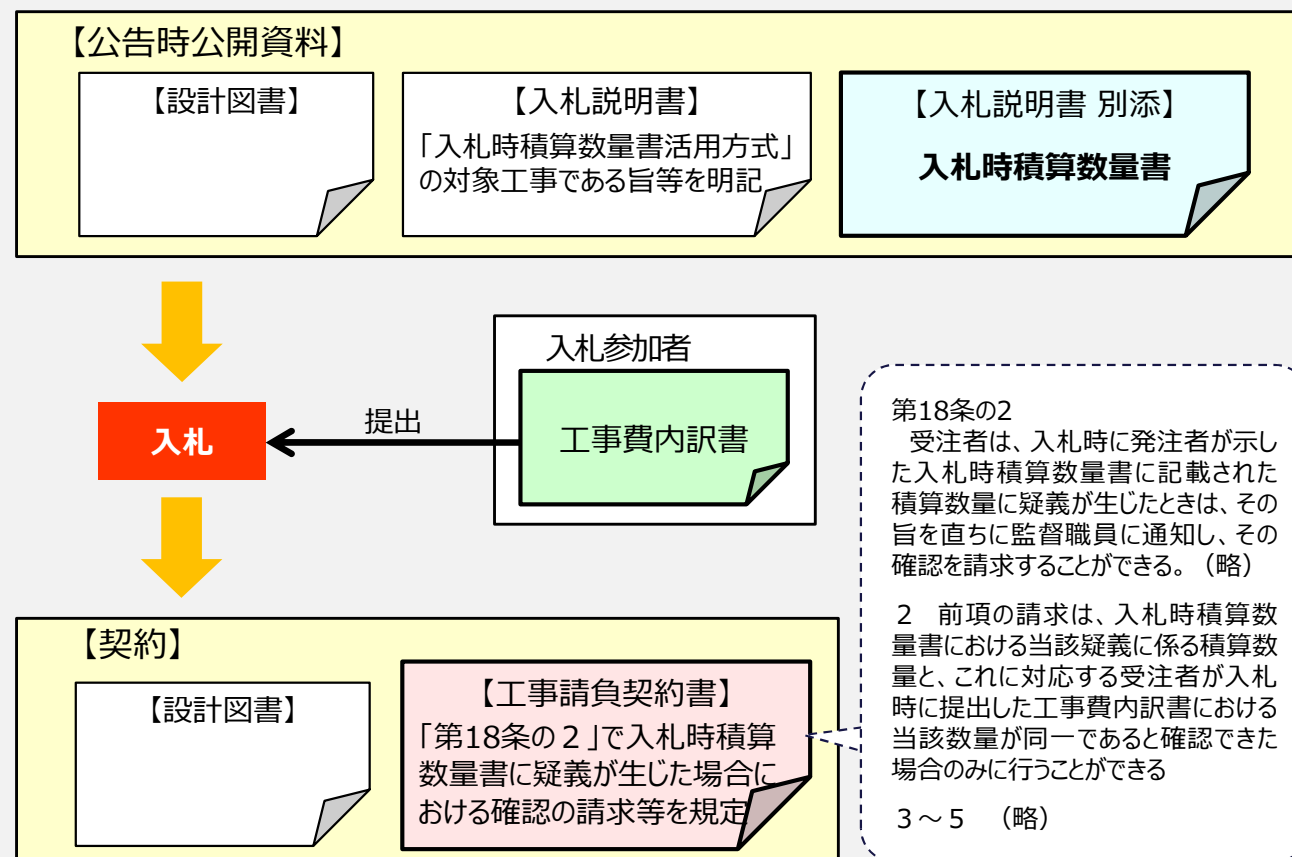 【公告時公開資料】
【設計図書】
【入札説明書】
「入札時積算数量書活用方式」
の対象工事である旨等を明記
【入札説明書 別添】
入札時積算数量書
入札参加者
工事費内訳書
提出
入札
【契約】
【設計図書】
【工事請負契約書】
「第18条の２」で入札時積算
数量書に疑義が生じた場合に
おける確認の請求等を規定
第18条の2
　受注者は、入札時に発注者が示し
た入札時積算数量書に記載された
積算数量に疑義が生じたときは、その
旨を直ちに監督職員に通知し、その
確認を請求することができる。（略）
２　前項の請求は、入札時積算数
量書における当該疑義に係る積算数
量と、これに対応する受注者が入札
時に提出した工事費内訳書における
当該数量が同一であると確認できた
場合のみに行うことができる
３～５　（略）